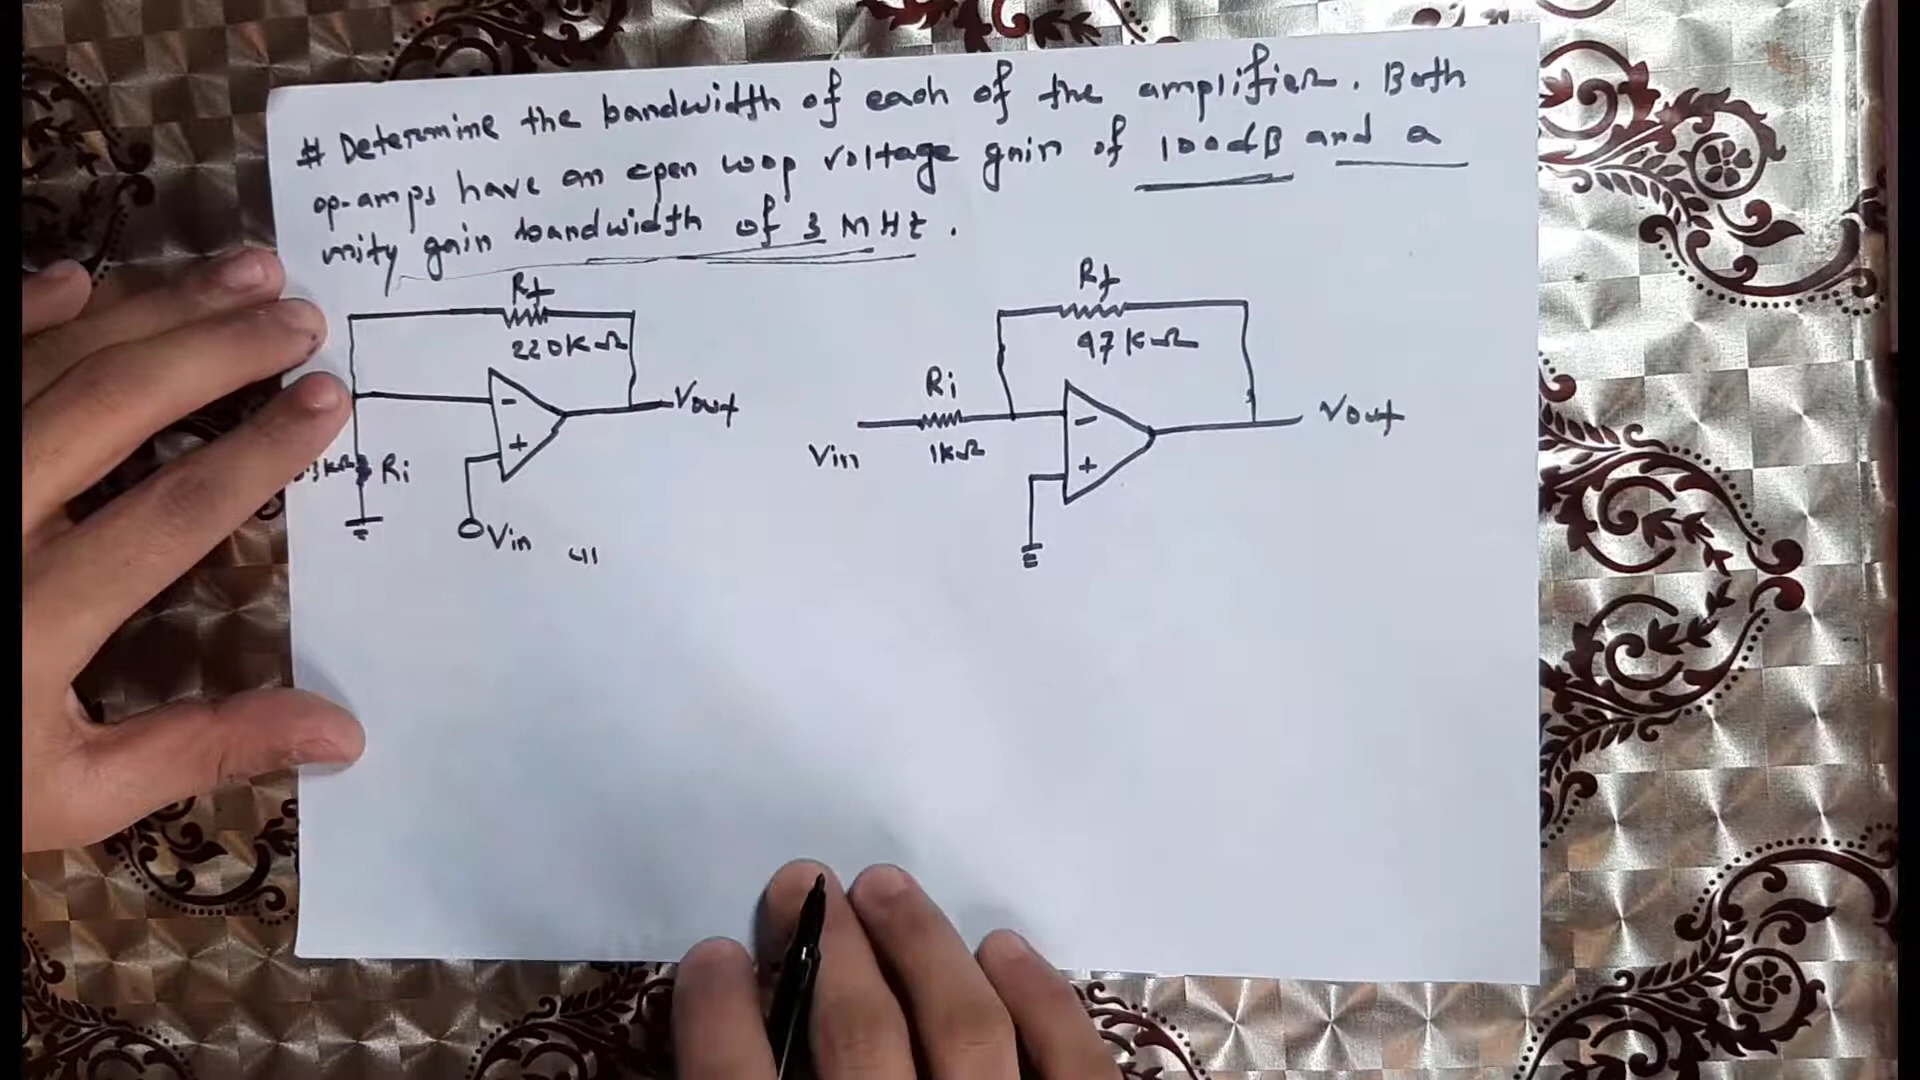 # Determine the bandwidth of each of the amplifier. Both
op-amps have an open loop voltage gain of 100dB and a
unity gain bandwidth of 3 MHz.
Rf
220KΩ
-
+
Vout
Ri
Vin
Rf
47KΩ
Ri
1KΩ
Vin
-
+
Vout